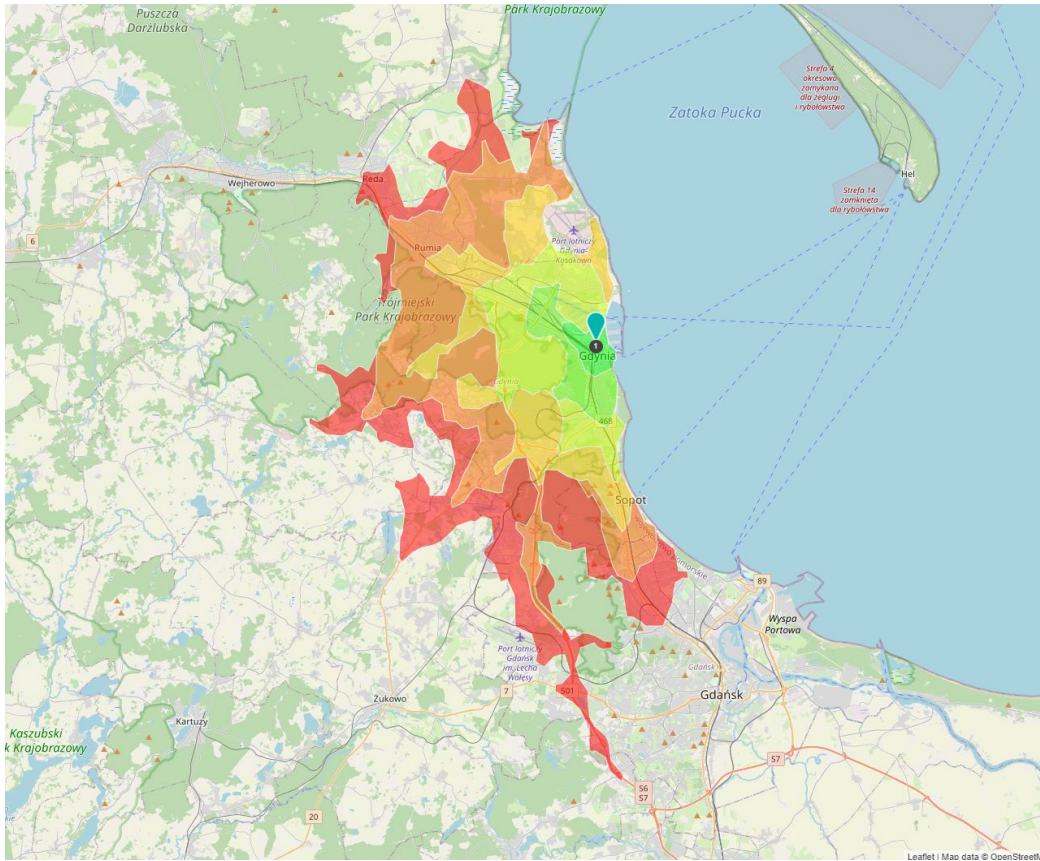 Puszcza
Darżlubska
Park Krajobrazowy
Strefa 4
okresowo
zamykana
dla żeglugi
i rybołówstwa
Zatoka Pucka
Hel
Strefa 14
zamknięta
dla rybołówstwa
Wejherowo
Reda
6
Rumia
Port lotniczy
Gdynia-
Kosakowo
Trójmiejski
Park Krajobrazowy
1
Gdynia
Gdynia
468
Sopot
89
Wyspa
Portowa
Port lotniczy
Gdańsk
im. Lecha
Wałęsy
Gdańsk
Gdańsk
7
501
Żukowo
Kartuzy
Kaszubski
k Krajobrazowy
S7
S6
S7
20
Leaflet | Map data © OpenStreetM